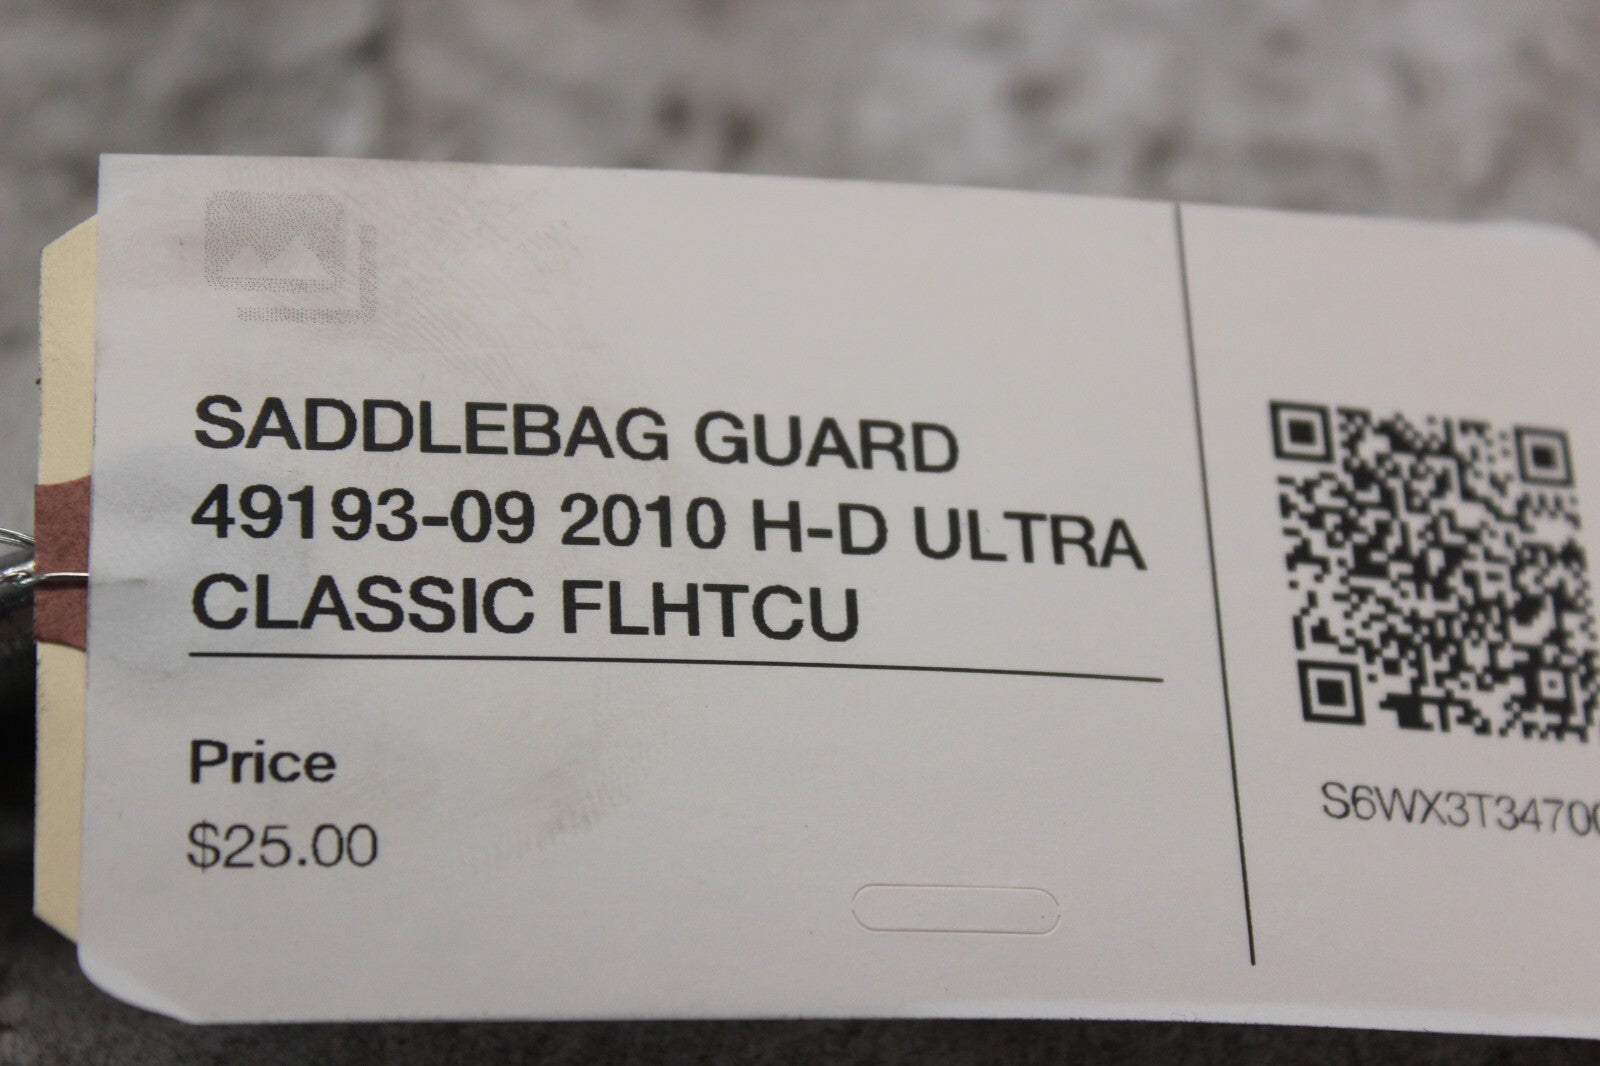 SADDLEBAG GUARD
49193-09 2010 H-D ULTRA
CLASSIC FLHTCU
Price
$25.00
S6WX3T3470